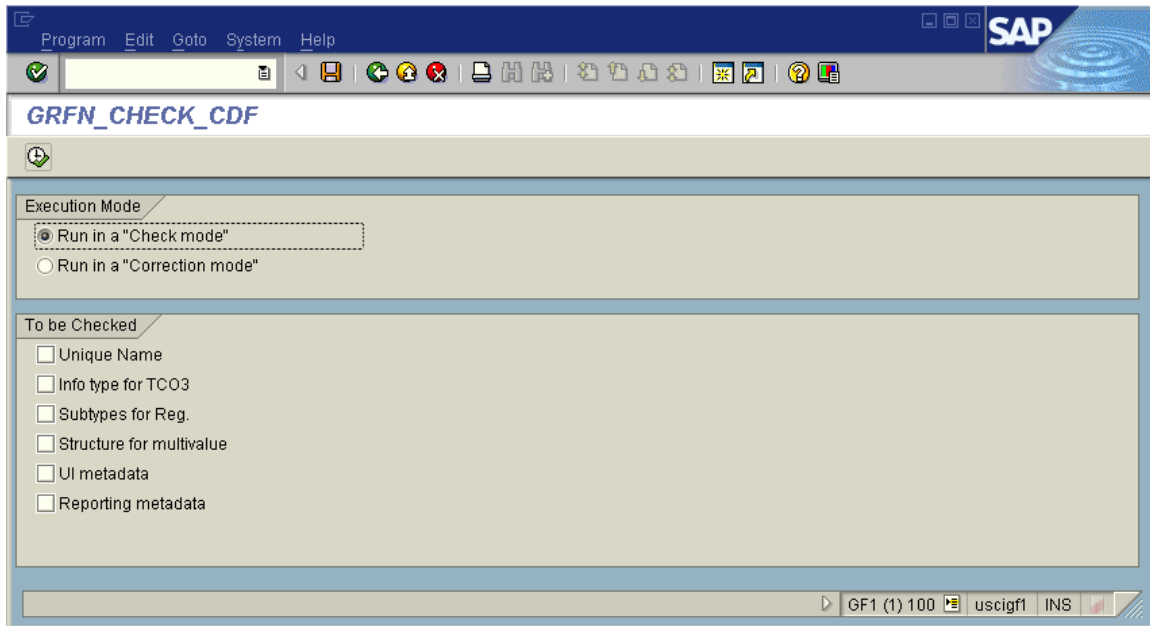 Program Edit Goto System Help
SAP
GRFN_CHECK_CDF
Execution Mode
Run in a "Check mode"
Run in a "Correction mode"
To be Checked
Unique Name
Info type for TCO3
Subtypes for Reg.
Structure for multivalue
UI metadata
Reporting metadata
GF1 (1) 100 uscigf1 INS